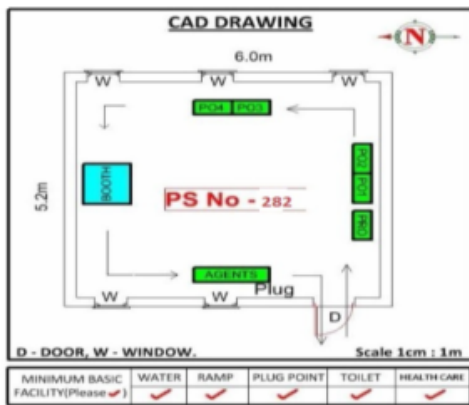 CAD DRAWING
N
6.0m
W W W
PO4 PO3
5.2m
BOOTH
PO2
PO1
PRO
PS No - 282
AGENTS
Plug
W W
D
D - DOOR, W - WINDOW.
Scale 1cm : 1m
MINIMUM BASIC FACILITY(Please ✓) WATER RAMP PLUG POINT TOILET HEALTH CARE
✓ ✓ ✓ ✓ ✓